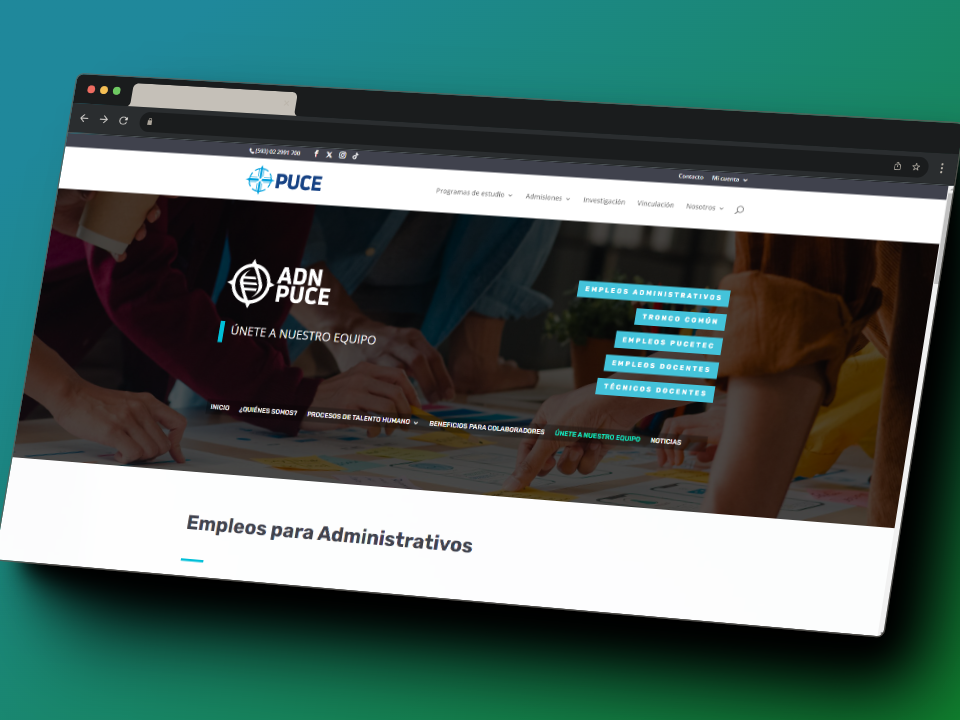 (593) 02 2991 700
Contacto Mi cuenta
PUCE
Programas de estudio Admisiones Investigación Vinculación Nosotros
ADN
PUCE
ÚNETE A NUESTRO EQUIPO
EMPLEOS ADMINISTRATIVOS
TRONCO COMÚN
EMPLEOS PUCETEC
EMPLEOS DOCENTES
TÉCNICOS DOCENTES
INICIO ¿QUIÉNES SOMOS? PROCESOS DE TALENTO HUMANO BENEFICIOS PARA COLABORADORES ÚNETE A NUESTRO EQUIPO NOTICIAS
Empleos para Administrativos